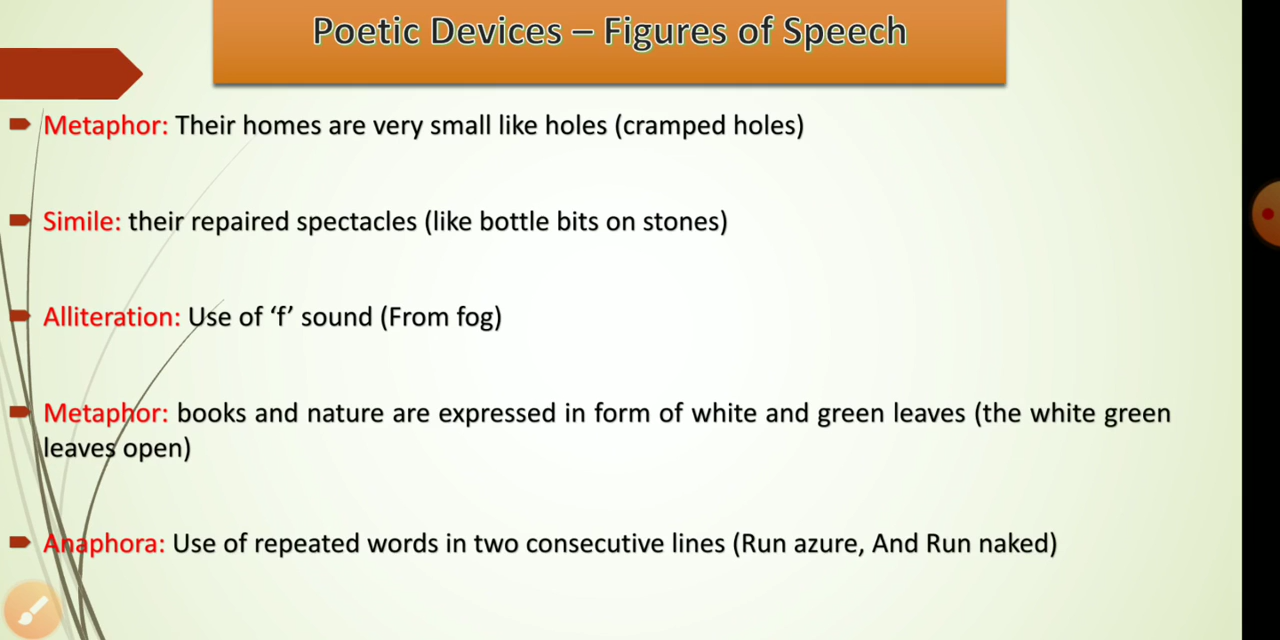 Poetic Devices – Figures of Speech
Metaphor: Their homes are very small like holes (cramped holes)
Simile: their repaired spectacles (like bottle bits on stones)
Alliteration: Use of ‘f’ sound (From fog)
Metaphor: books and nature are expressed in form of white and green leaves (the white green
leaves open)
Anaphora: Use of repeated words in two consecutive lines (Run azure, And Run naked)